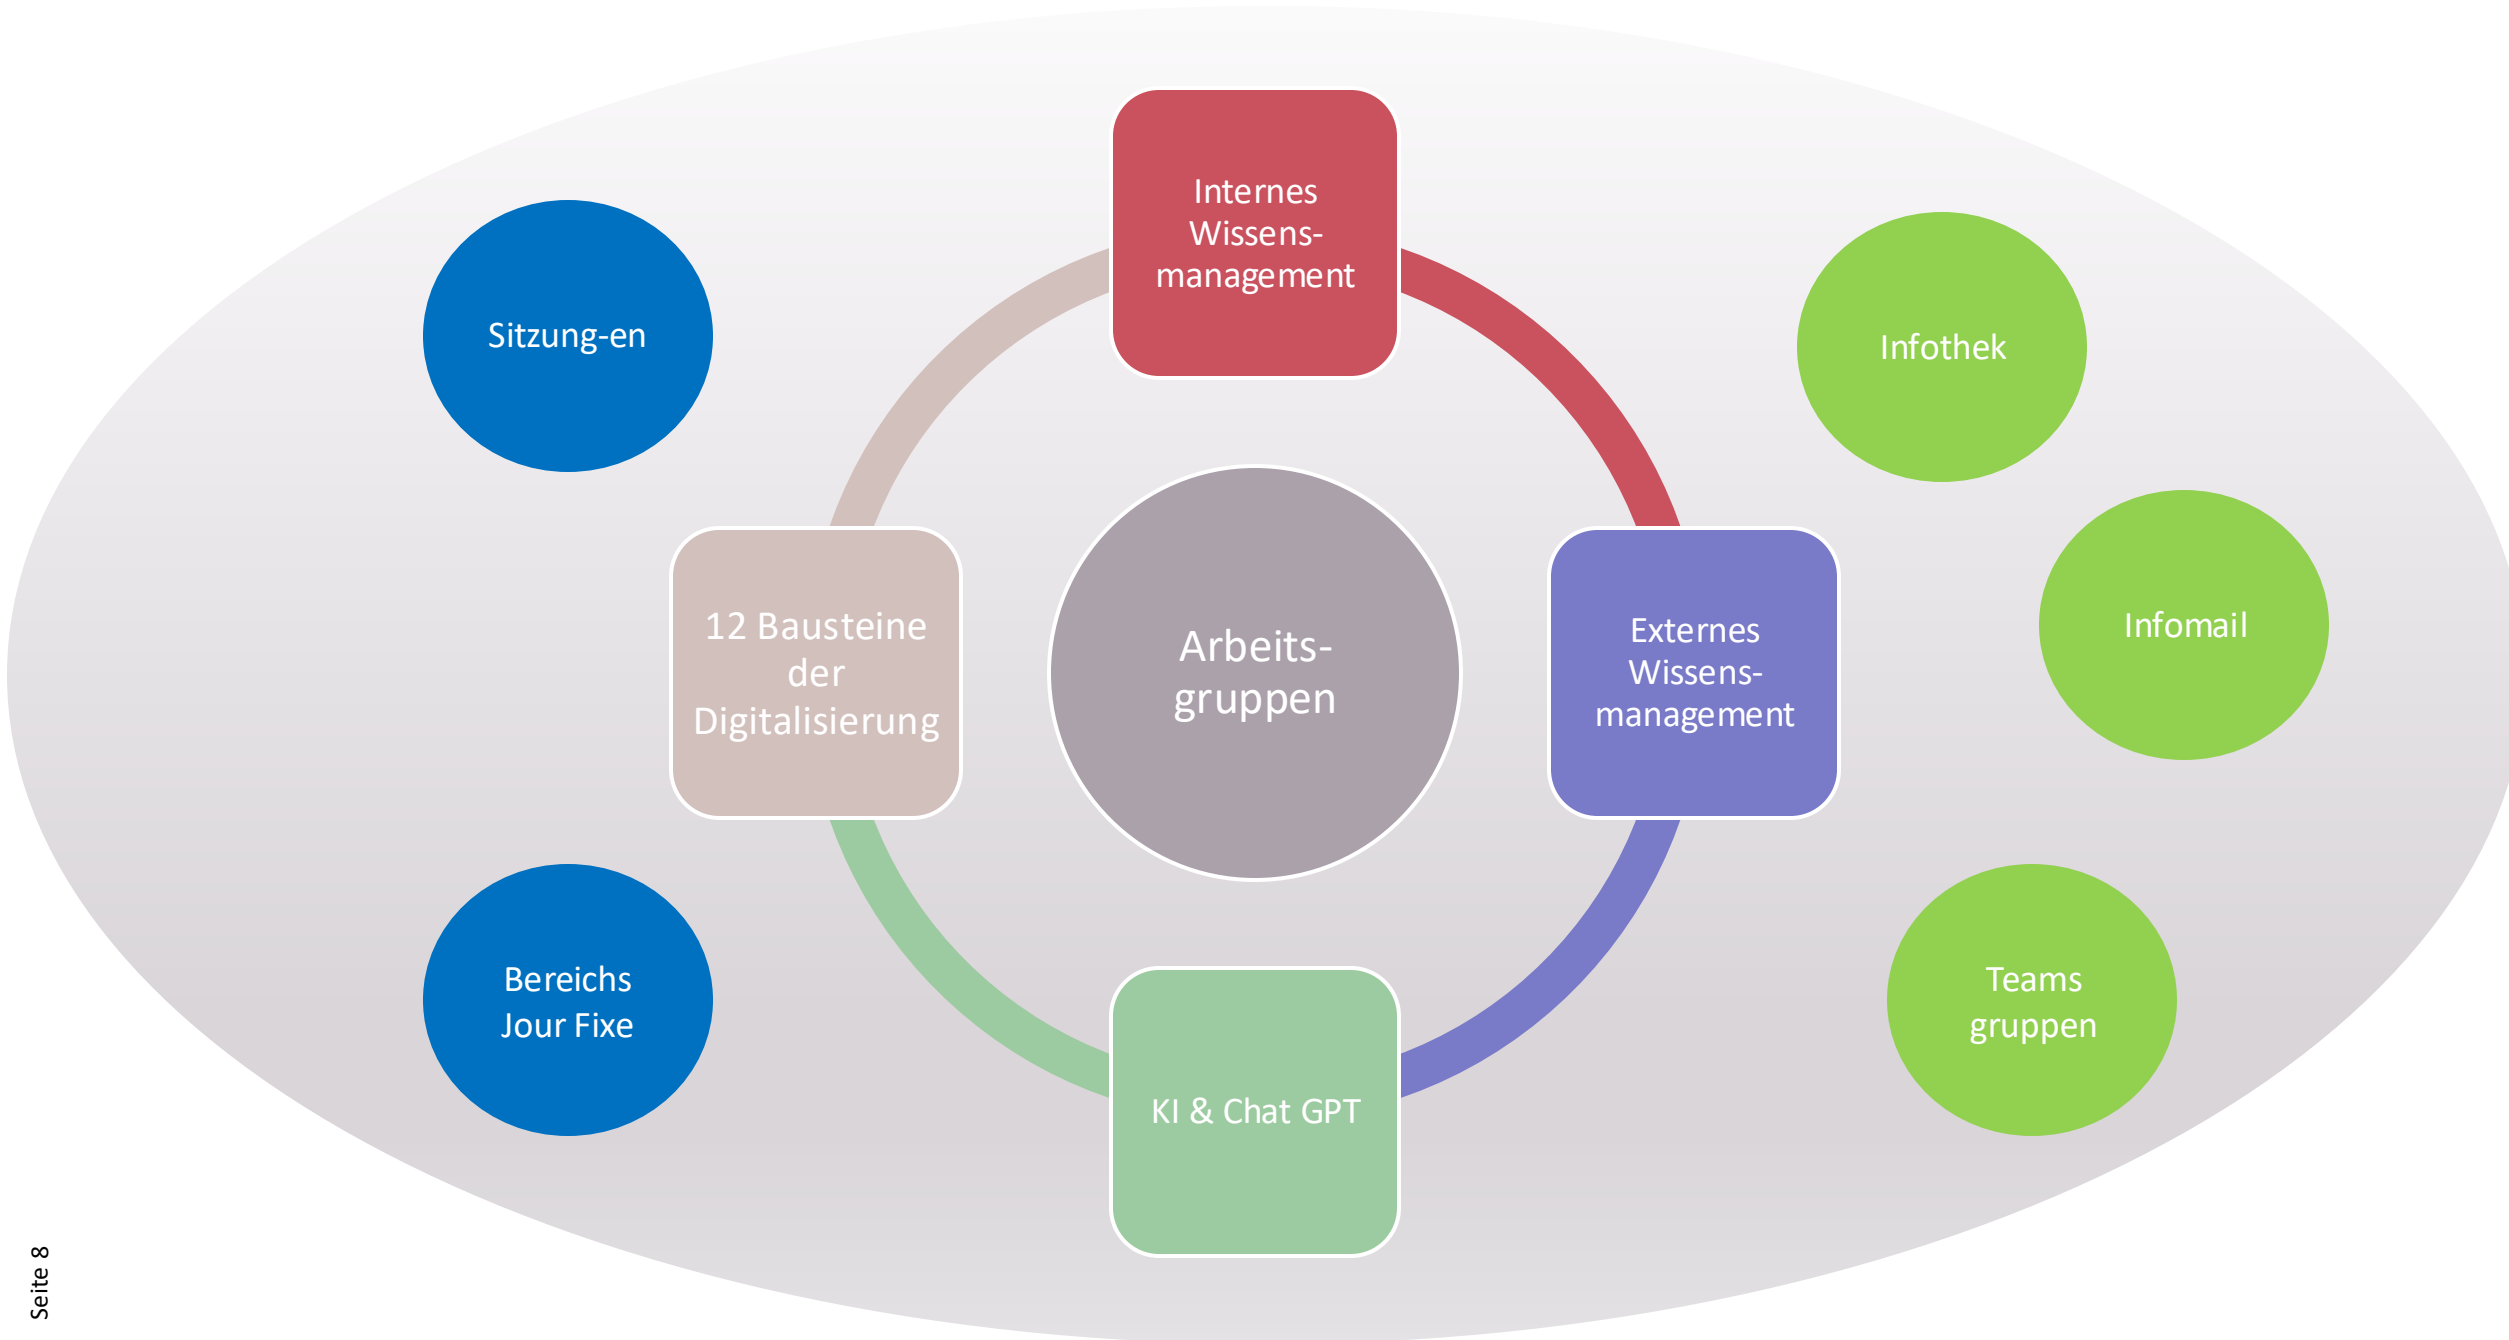 Internes
Wissens-
management
Sitzung-en
Infothek
12 Bausteine
der
Digitalisierung
Arbeits-
gruppen
Externes
Wissens-
management
Infomail
Bereichs
Jour Fixe
KI & Chat GPT
Teams
gruppen
Seite 8